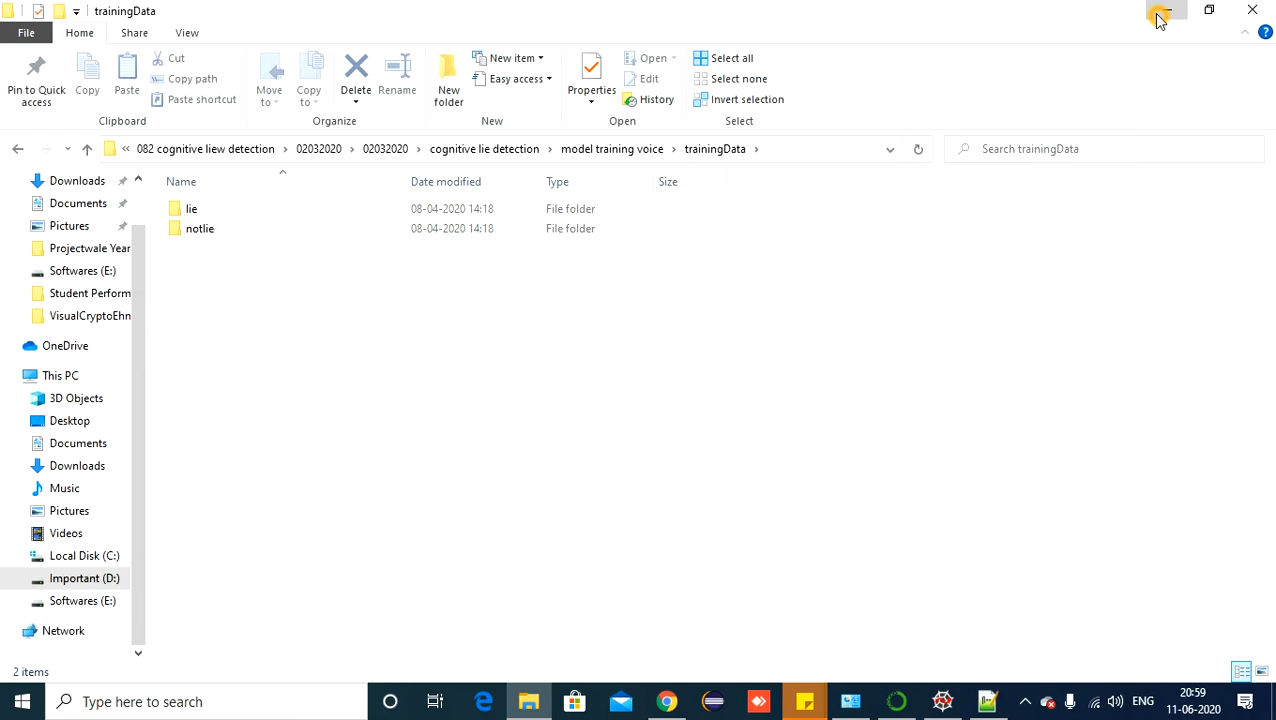 trainingData
File Home Share View
Pin to Quick access
Copy
Paste
Cut
Copy path
Paste shortcut
Clipboard
Move to
Copy to
Delete
Rename
Organize
New folder
New item
Easy access
New
Properties
Open
Edit
History
Open
Select all
Select none
Invert selection
Select
« 082 cognitive liew detection › 02032020 › 02032020 › cognitive lie detection › model training voice › trainingData ›
Search trainingData
Name Date modified Type Size
lie 08-04-2020 14:18 File folder
notlie 08-04-2020 14:18 File folder
Downloads
Documents
Pictures
Projectwale Year
Softwares (E:)
Student Perform
VisualCryptoEhn
OneDrive
This PC
3D Objects
Desktop
Documents
Downloads
Music
Pictures
Videos
Local Disk (C:)
Important (D:)
Softwares (E:)
Network
2 items
Type here to search
ENG
20:59
11-06-2020